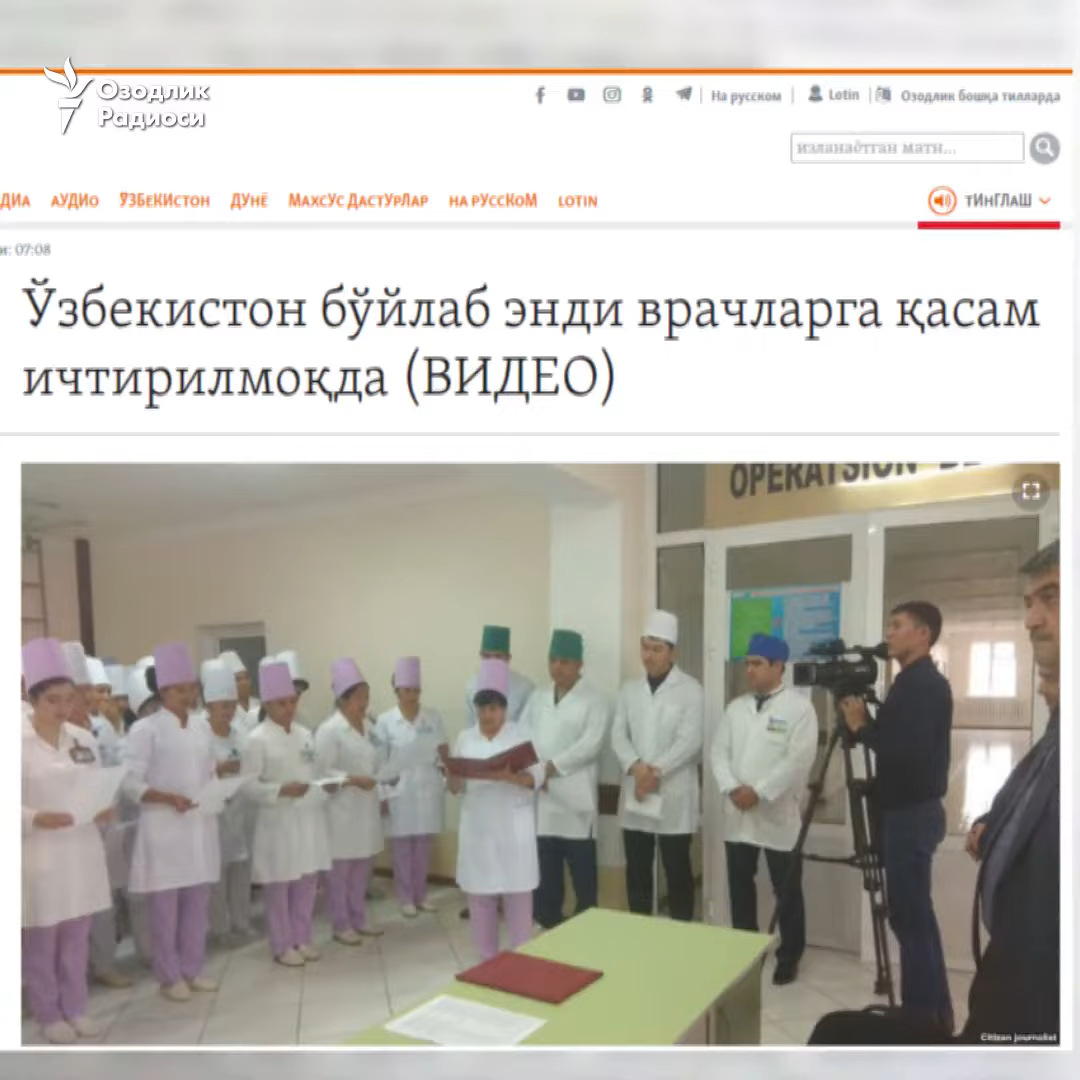 Озодлик
Радиоси
На русском
Lotin
Озодлик бошқа тилларда
изланаётган матн...
ДИА АУДИО ЎЗБЕКИСТОН ДУНЁ МАХСУС ДАСТУРЛАР НА РУССКОМ LOTIN
ТИНГЛАШ
и: 07:08
Ўзбекистон бўйлаб энди врачларга қасам
ичтирилмоқда (ВИДЕО)
OPERATSION
Citizen journalist